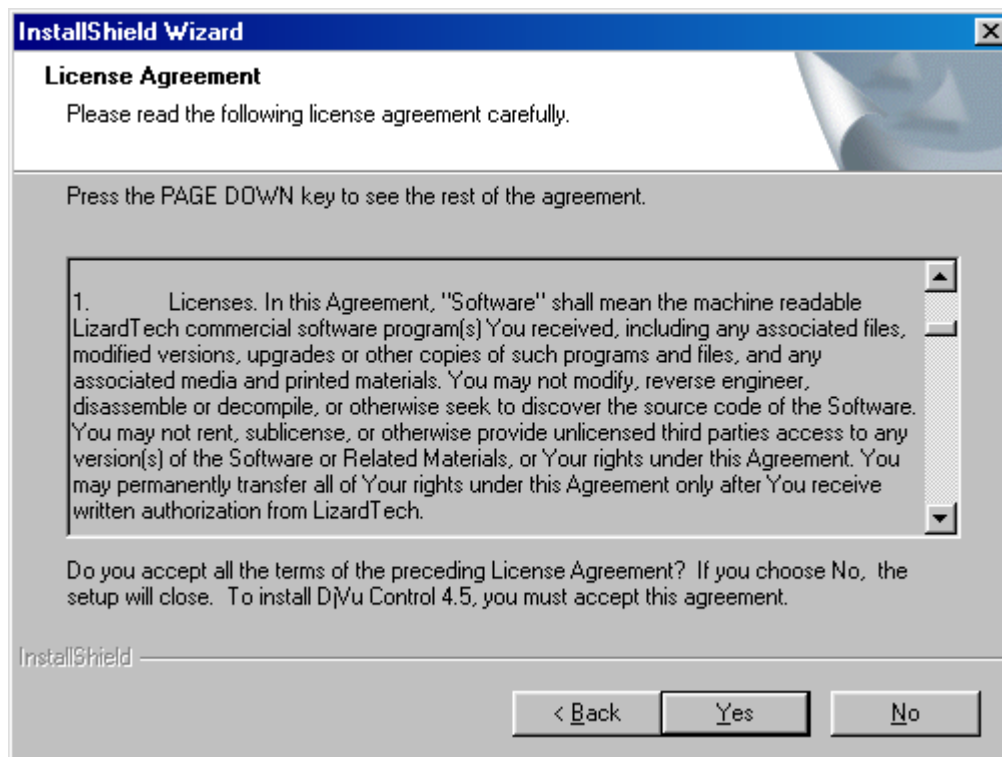 InstallShield Wizard
License Agreement
Please read the following license agreement carefully.
Press the PAGE DOWN key to see the rest of the agreement.
1. Licenses. In this Agreement, "Software" shall mean the machine readable
LizardTech commercial software program(s) You received, including any associated files,
modified versions, upgrades or other copies of such programs and files, and any
associated media and printed materials. You may not modify, reverse engineer,
disassemble or decompile, or otherwise seek to discover the source code of the Software.
You may not rent, sublicense, or otherwise provide unlicensed third parties access to any
version(s) of the Software or Related Materials, or Your rights under this Agreement. You
may permanently transfer all of Your rights under this Agreement only after You receive
written authorization from LizardTech.
Do you accept all the terms of the preceding License Agreement? If you choose No, the
setup will close. To install DjVu Control 4.5, you must accept this agreement.
InstallShield
< Back Yes No